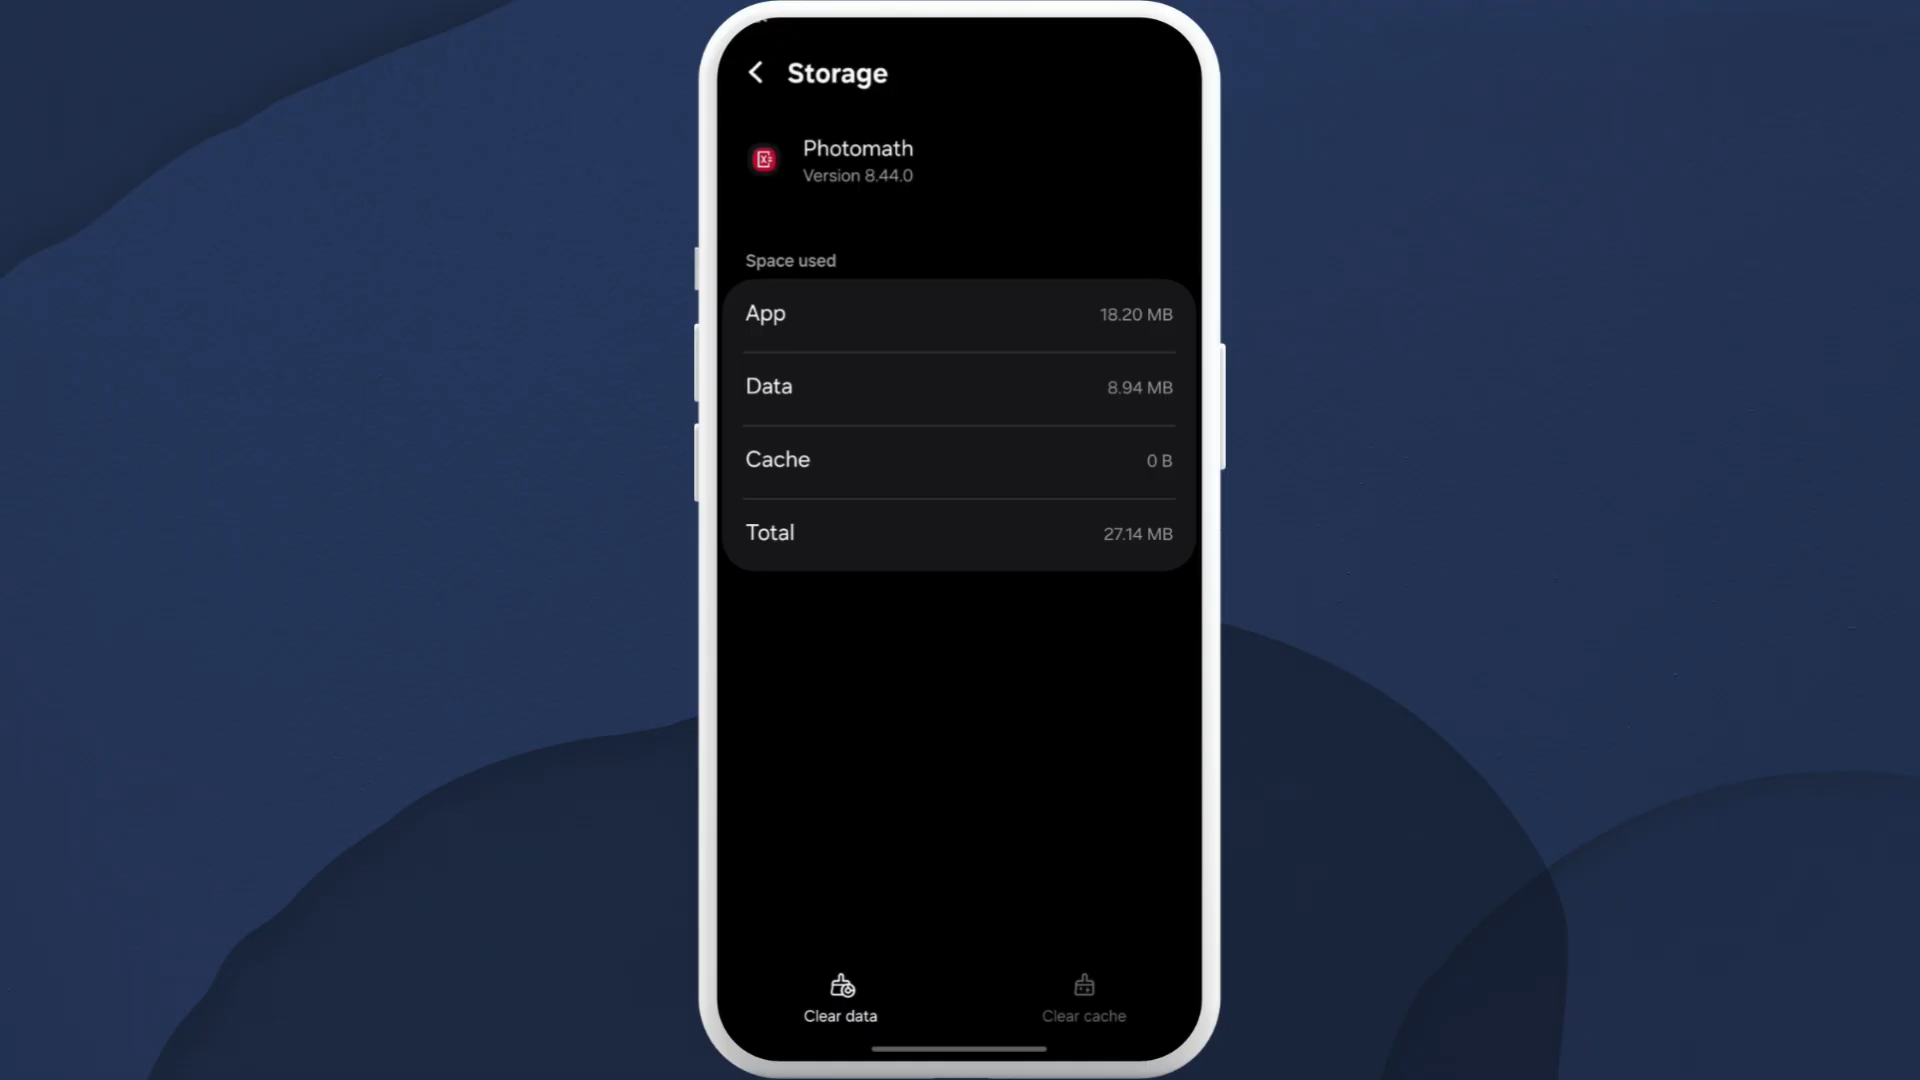 Storage
Photomath
Version 8.44.0
Space used
App 18.20 MB
Data 8.94 MB
Cache 0 B
Total 27.14 MB
Clear data Clear cache